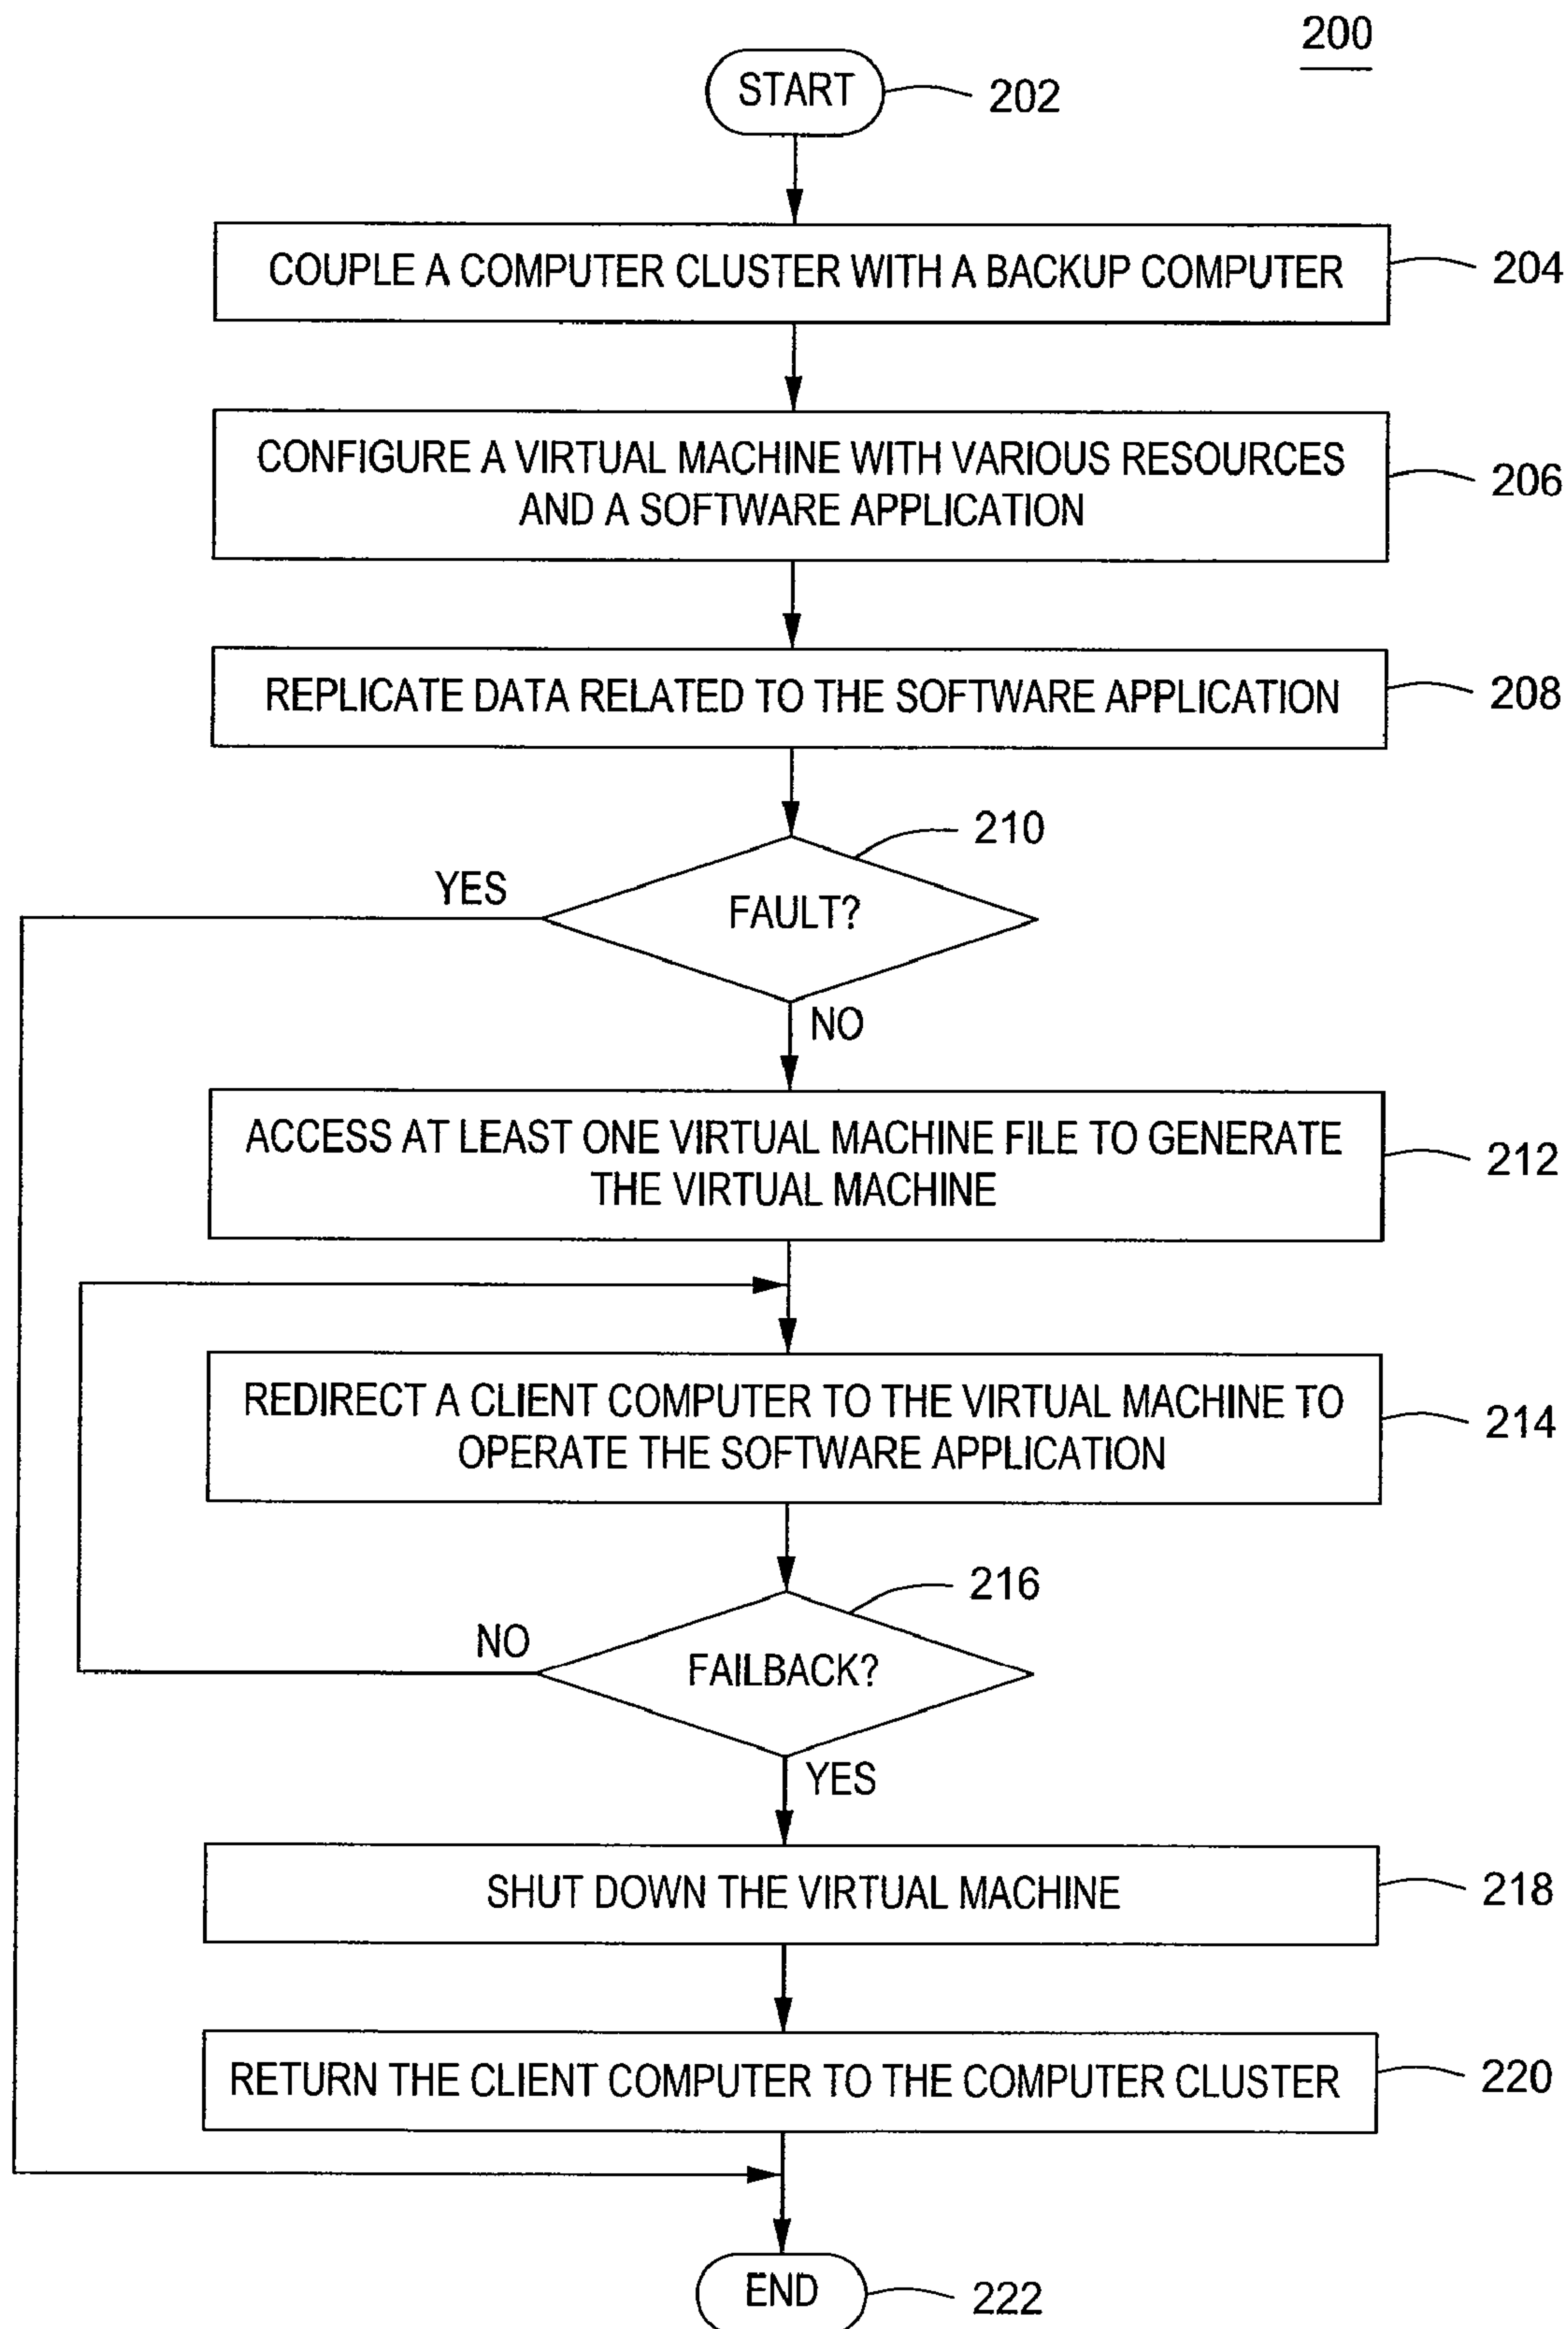 200
START
202
COUPLE A COMPUTER CLUSTER WITH A BACKUP COMPUTER
204
CONFIGURE A VIRTUAL MACHINE WITH VARIOUS RESOURCES
AND A SOFTWARE APPLICATION
206
REPLICATE DATA RELATED TO THE SOFTWARE APPLICATION
208
210
YES
FAULT?
NO
ACCESS AT LEAST ONE VIRTUAL MACHINE FILE TO GENERATE
THE VIRTUAL MACHINE
212
REDIRECT A CLIENT COMPUTER TO THE VIRTUAL MACHINE TO
OPERATE THE SOFTWARE APPLICATION
214
216
NO
FAILBACK?
YES
SHUT DOWN THE VIRTUAL MACHINE
218
RETURN THE CLIENT COMPUTER TO THE COMPUTER CLUSTER
220
END
222